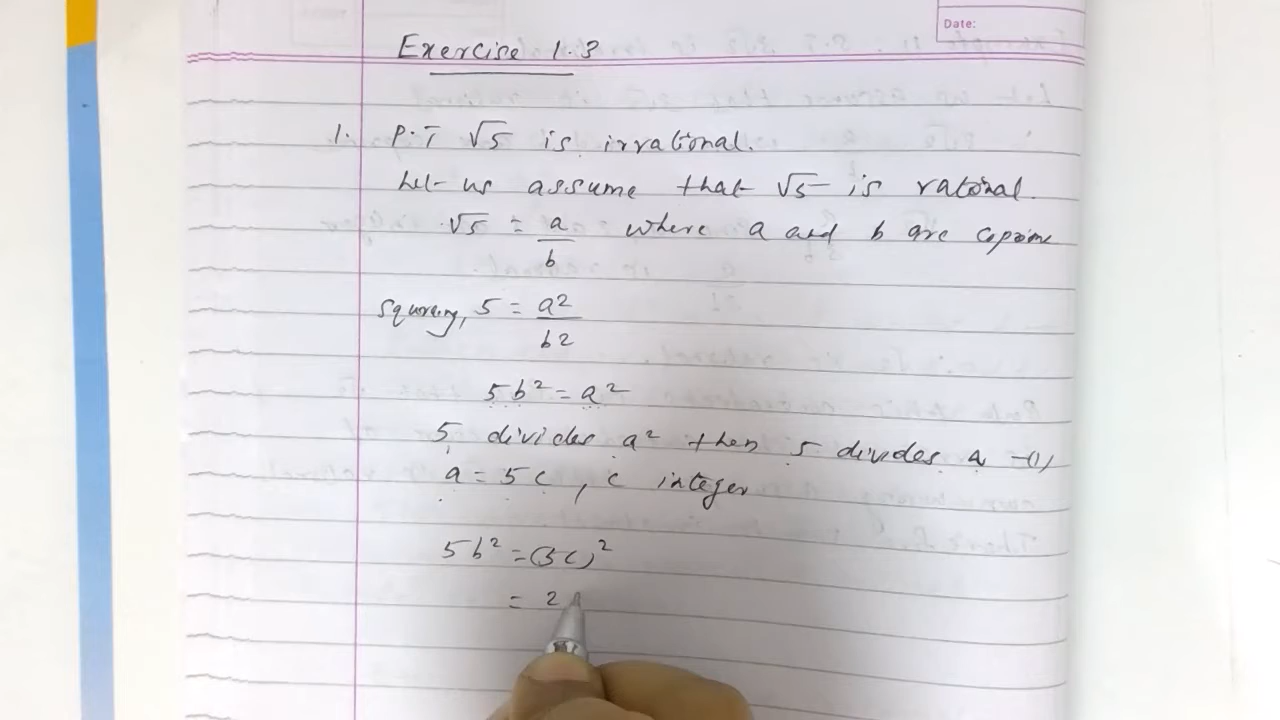 Date:
Exercise 1.3
1. P.T √5 is irrational.
Let us assume that √5 is rational.
√5 = a/b where a and b are coprime
Squaring, 5 = a²/b²
5b² = a²
5 divides a² then 5 divides a —(1)
a = 5c, c integer
5b² = (5c)²
= 2